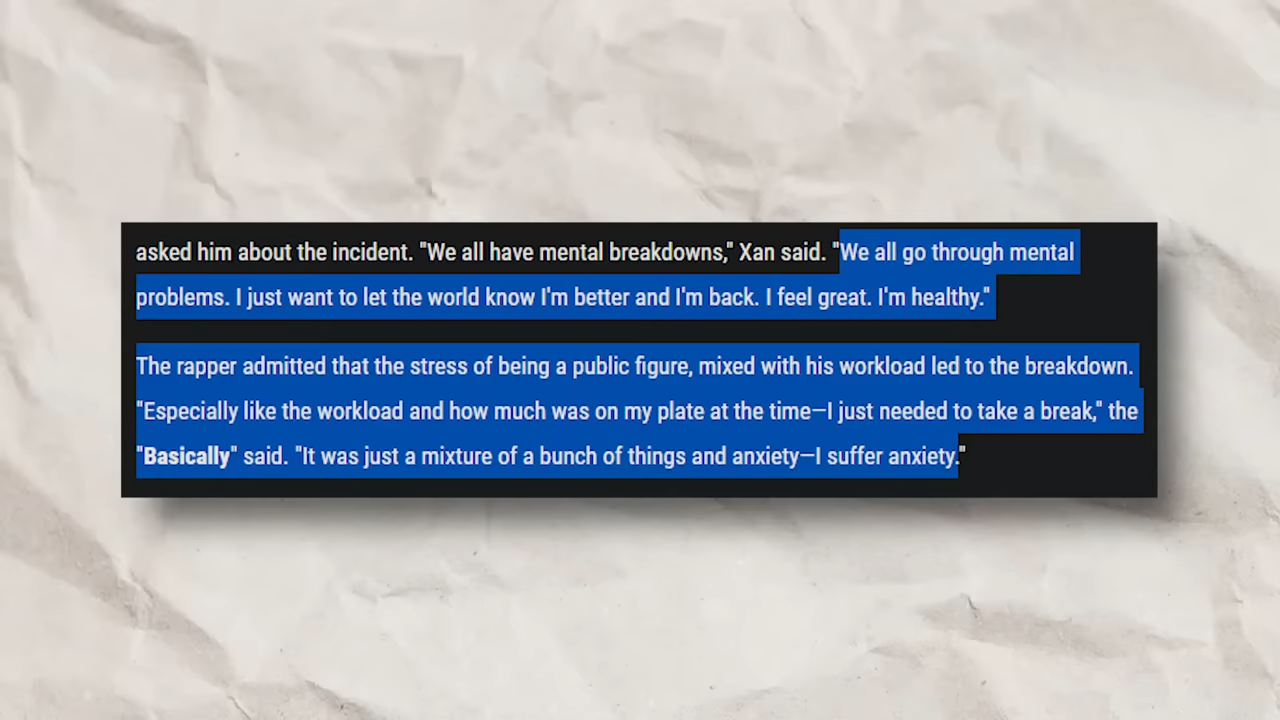 asked him about the incident. "We all have mental breakdowns," Xan said. "We all go through mental
problems. I just want to let the world know I'm better and I'm back. I feel great. I'm healthy."
The rapper admitted that the stress of being a public figure, mixed with his workload led to the breakdown.
"Especially like the workload and how much was on my plate at the time—I just needed to take a break," the
"Basically" said. "It was just a mixture of a bunch of things and anxiety—I suffer anxiety."